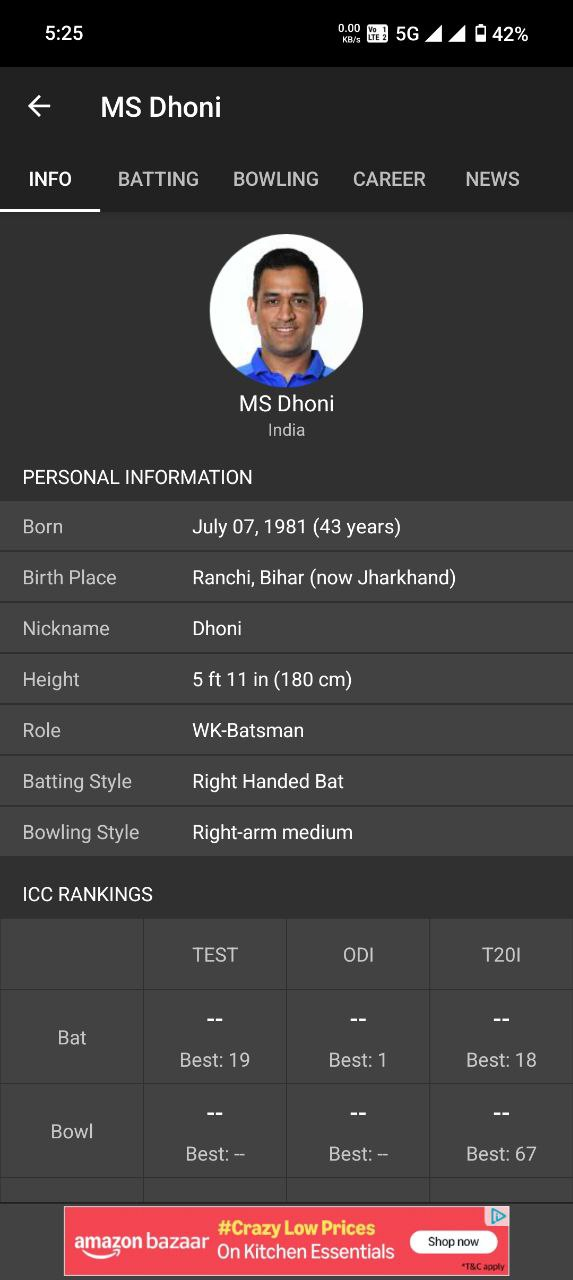 5:25
0.00 KB/s Vo 1 LTE 2 5G 42%
MS Dhoni
INFO BATTING BOWLING CAREER NEWS
MS Dhoni
India
PERSONAL INFORMATION
Born July 07, 1981 (43 years)
Birth Place Ranchi, Bihar (now Jharkhand)
Nickname Dhoni
Height 5 ft 11 in (180 cm)
Role WK-Batsman
Batting Style Right Handed Bat
Bowling Style Right-arm medium
ICC RANKINGS
TEST ODI T20I
Bat -- -- --
Best: 19 Best: 1 Best: 18
Bowl -- -- --
Best: -- Best: -- Best: 67
amazon bazaar #Crazy Low Prices
On Kitchen Essentials
Shop now
*T&C apply